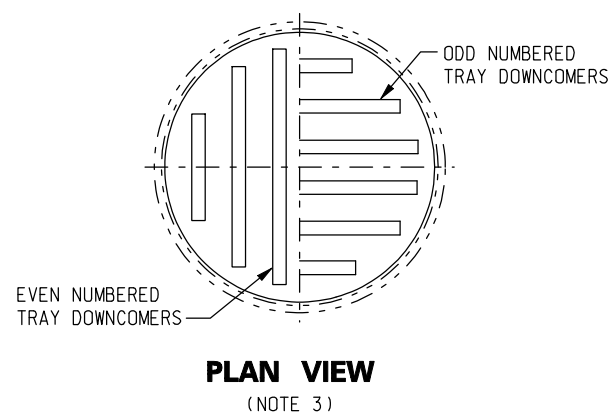 ODD NUMBERED
TRAY DOWNCOMERS
EVEN NUMBERED
TRAY DOWNCOMERS
PLAN VIEW
(NOTE 3)